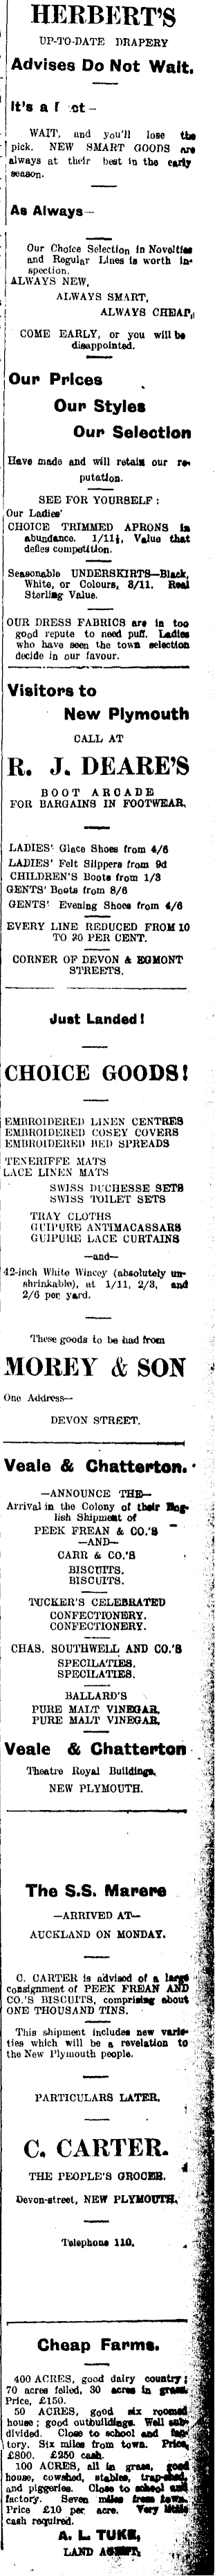 HERBERT'S
UP-TO-DATE DRAPERY
Advises Do Not Wait.
It's a f ot—
WAIT, and you'll lose the
pick. NEW SMART GOODS are
always at their best in the early
season.
As Always—
Our Choice Selection in Novelties
and Regular Lines is worth in-
spection.
ALWAYS NEW,
ALWAYS SMART,
ALWAYS CHEAP,
COME EARLY, or you will be
disappointed.
Our Prices
Our Styles
Our Selection
Have made and will retain our re-
putation.
SEE FOR YOURSELF:
Our Ladies'
CHOICE TRIMMED APRONS in
abundance. 1/11½, Value that
defies competition.
Seasonable UNDERSKIRTS—Black,
White, or Colours, 3/11. Real
Sterling Value.
OUR DRESS FABRICS are in too
good repute to need puff. Ladies
who have seen the town selection
decide in our favour.
Visitors to
New Plymouth
CALL AT
R. J. DEARE'S
BOOT ARCADE
FOR BARGAINS IN FOOTWEAR.
LADIES' Glace Shoes from 4/6
LADIES' Felt Slippers from 9d
CHILDREN'S Boots from 1/3
GENTS' Boots from 8/6
GENTS' Evening Shoes from 4/6
EVERY LINE REDUCED FROM 10
TO 20 PER CENT.
CORNER OF DEVON & EGMONT
STREETS.
Just Landed!
CHOICE GOODS!
EMBROIDERED LINEN CENTRES
EMBROIDERED COSEY COVERS
EMBROIDERED BED SPREADS
TENERIFFE MATS
LACE LINEN MATS
SWISS DUCHESSE SETS
SWISS TOILET SETS
TRAY CLOTHS
GUIPURE ANTIMACASSARS
GUIPURE LACE CURTAINS
—and—
42-inch White Wincey (absolutely un-
shrinkable), at 1/11, 2/3, and
2/6 per yard.
These goods to be had from
MOREY & SON
One Address—
DEVON STREET.
Veale & Chatterton.
—ANNOUNCE THE—
Arrival in the Colony of their Eng-
lish Shipment of
PEEK FREAN & CO.'S
—AND—
CARR & CO.'S
BISCUITS.
BISCUITS.
TUCKER'S CELEBRATED
CONFECTIONERY.
CONFECTIONERY.
CHAS. SOUTHWELL AND CO.'S
SPECILATIES.
SPECILATIES.
BALLARD'S
PURE MALT VINEGAR.
PURE MALT VINEGAR.
Veale & Chatterton
Theatre Royal Buildings,
NEW PLYMOUTH.
The S.S. Marere
—ARRIVED AT—
AUCKLAND ON MONDAY.
C. CARTER is advised of a large
consignment of PEEK FREAN AND
CO.'S BISCUITS, comprising about
ONE THOUSAND TINS.
This shipment includes new varie-
ties which will be a revelation to
the New Plymouth people.
PARTICULARS LATER.
C. CARTER.
THE PEOPLE'S GROCER.
Devon-street, NEW PLYMOUTH.
Telephone 110.
Cheap Farms.
400 ACRES, good dairy country;
70 acres felled, 30 acres in grass.
Price, £150.
50 ACRES, good six roomed
house; good outbuildings. Well sub-
divided. Close to school and fac-
tory. Six miles from town. Price,
£800. £250 cash.
100 ACRES, all in grass, good
house, cowshed, stables, trap-shed,
and piggeries. Close to school and
factory. Seven miles from town.
Price £10 per acre. Very little
cash required.
A. L. TUKE,
LAND AGENT,